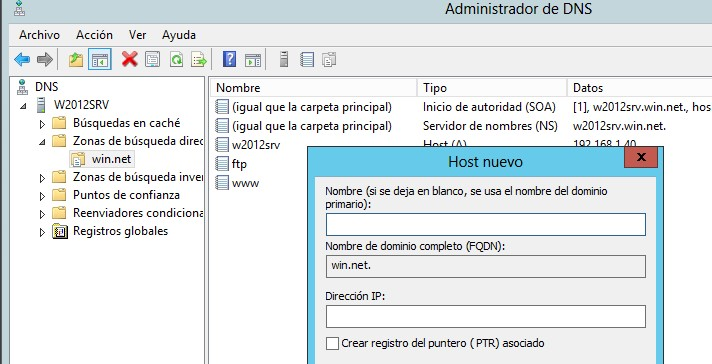 Administrador de DNS
Archivo Acción Ver Ayuda
DNS
W2012SRV
Búsquedas en caché
Zonas de búsqueda direc
win.net
Zonas de búsqueda inver
Puntos de confianza
Reenviadores condiciona
Registros globales
Nombre Tipo Datos
(igual que la carpeta principal) Inicio de autoridad (SOA) [1], w2012srv.win.net., hos
(igual que la carpeta principal) Servidor de nombres (NS) w2012srv.win.net.
w2012srv Host (A) 192.168.1.40
ftp
www
Host nuevo
x
Nombre (si se deja en blanco, se usa el nombre del dominio
primario):
Nombre de dominio completo (FQDN):
win.net.
Dirección IP:
Crear registro del puntero (PTR) asociado